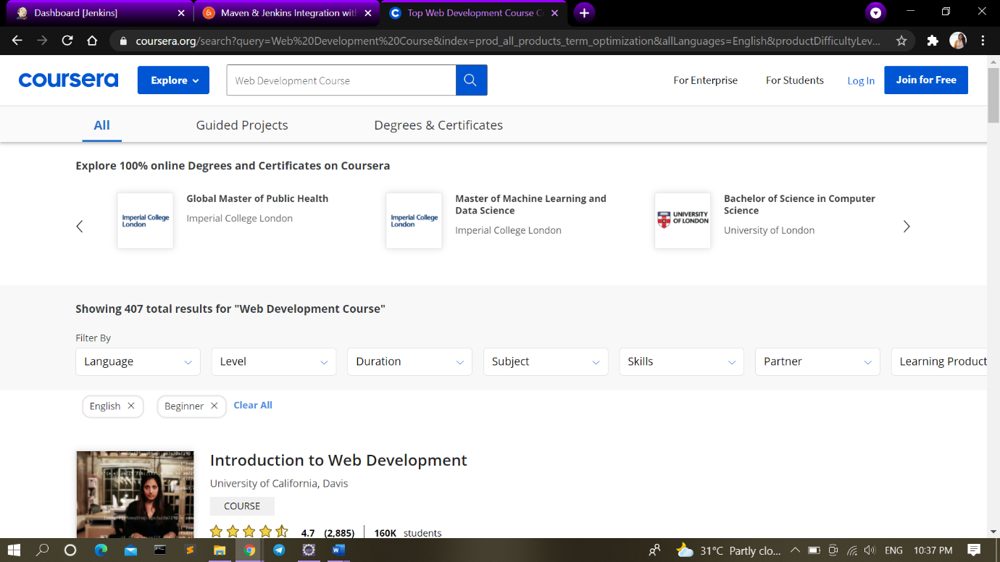 Dashboard [Jenkins]
Maven & Jenkins Integration with
Top Web Development Course Co
coursera.org/search?query=Web%20Development%20Course&index=prod_all_products_term_optimization&allLanguages=English&productDifficultyLev...
coursera
Explore
Web Development Course
For Enterprise
For Students
Log In
Join for Free
All
Guided Projects
Degrees & Certificates
Explore 100% online Degrees and Certificates on Coursera
Imperial College
London
Global Master of Public Health
Imperial College London
Imperial College
London
Master of Machine Learning and
Data Science
Imperial College London
UNIVERSITY
OF LONDON
Bachelor of Science in Computer
Science
University of London
Showing 407 total results for "Web Development Course"
Filter By
Language
Level
Duration
Subject
Skills
Partner
Learning Product
English
Beginner
Clear All
Introduction to Web Development
University of California, Davis
COURSE
4.7 (2,885)
160K students
31°C Partly clo...
ENG
10:37 PM